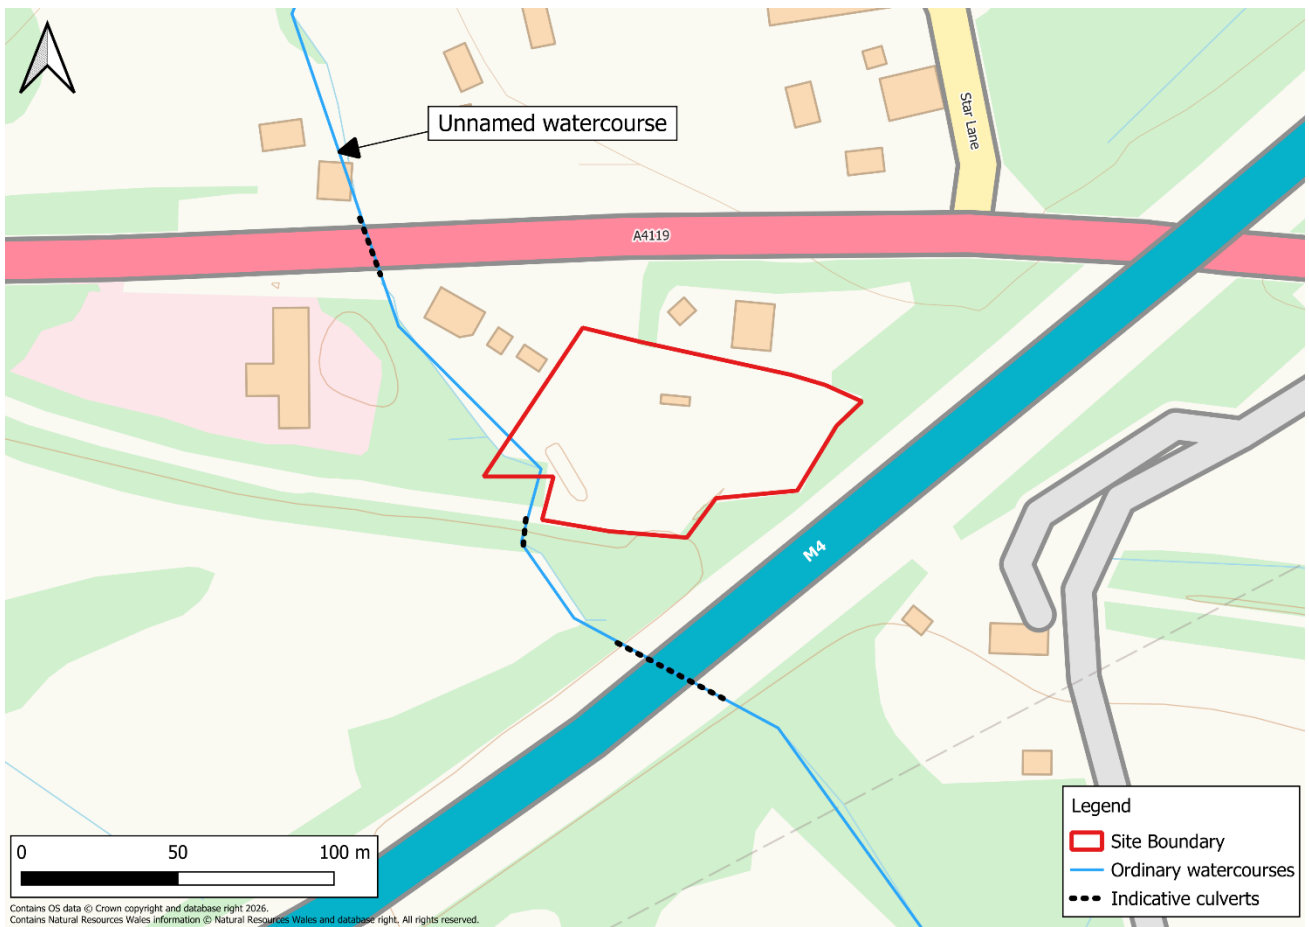 Unnamed watercourse
Star Lane
A4119
M4
Legend
Site Boundary
Ordinary watercourses
Indicative culverts
0 50 100 m
Contains OS data © Crown copyright and database right 2026.
Contains Natural Resources Wales information © Natural Resources Wales and database right. All rights reserved.